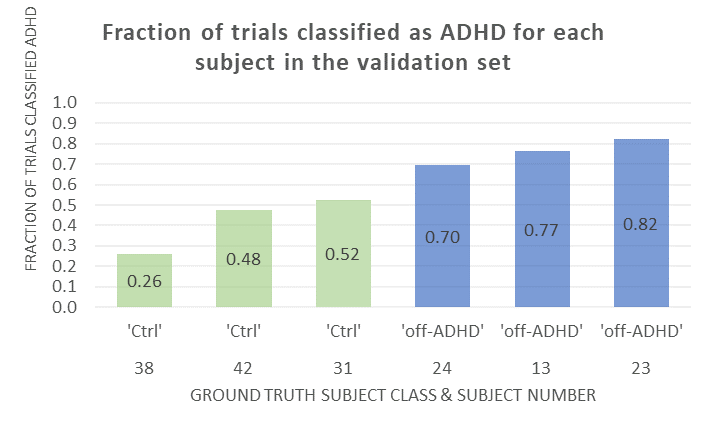 Fraction of trials classified as ADHD for each
subject in the validation set
FRACTION OF TRIALS CLASSIFIED ADHD
1.0
0.9
0.8
0.7
0.6
0.5
0.4
0.3
0.2
0.1
0.0
0.26
0.48
0.52
0.70
0.77
0.82
'Ctrl' 'Ctrl' 'Ctrl' 'off-ADHD' 'off-ADHD' 'off-ADHD'
38 42 31 24 13 23
GROUND TRUTH SUBJECT CLASS & SUBJECT NUMBER